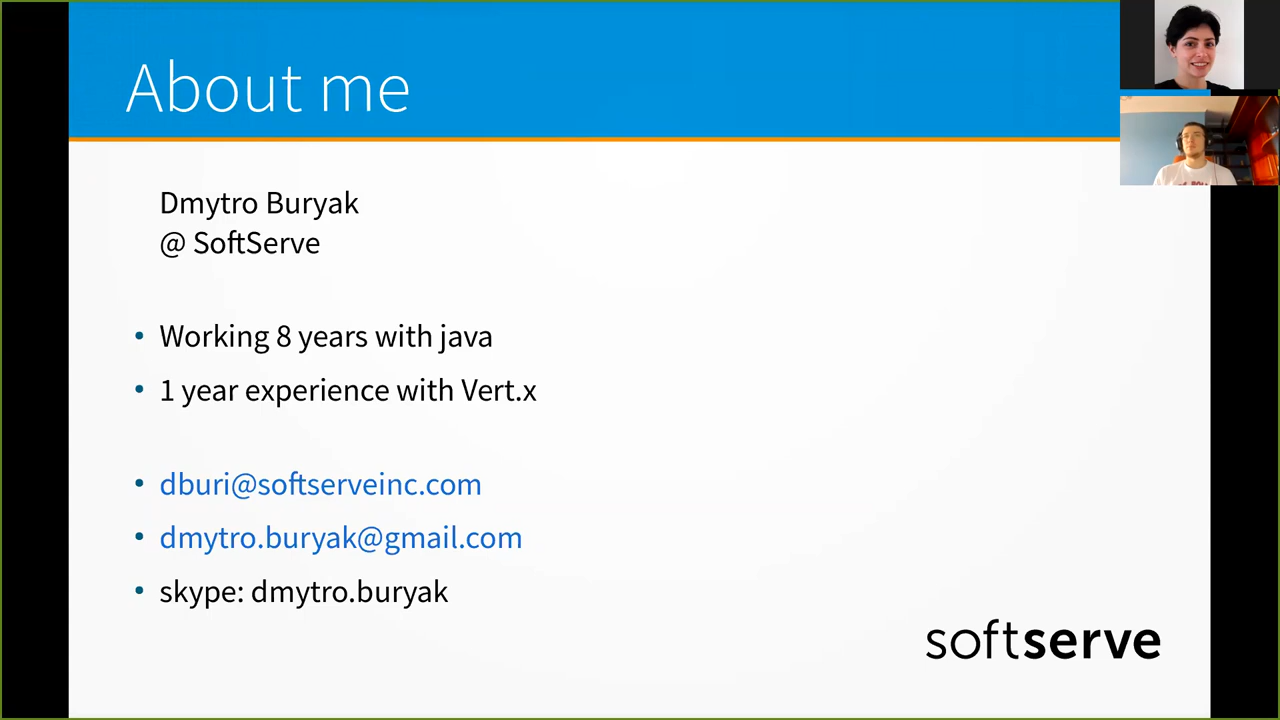 About me
Dmytro Buryak
@ SoftServe
• Working 8 years with java
• 1 year experience with Vert.x
• dburi@softserveinc.com
• dmytro.buryak@gmail.com
• skype: dmytro.buryak
softserve